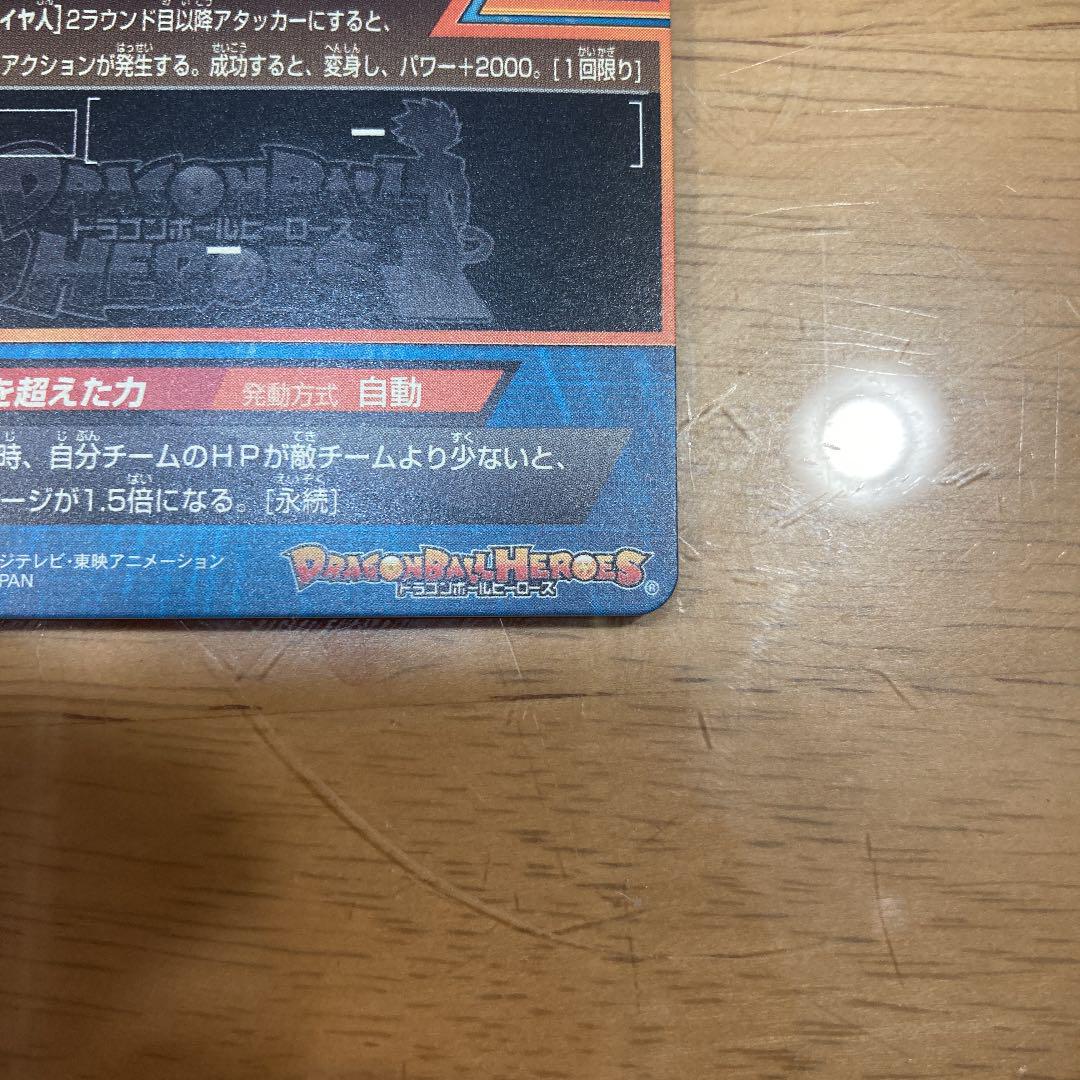 イヤ人]2ラウンド目以降アタッカーにすると、
アクションが発生する。成功すると、変身し、パワー+2000。[1回限り]
DRAGON BALL
ドラゴンボールヒーローズ
HEROES
を超えた力 発動方式 自動
時、自分チームのHPが敵チームより少ないと、
ージが1.5倍になる。[永続]
ジテレビ・東映アニメーション
PAN
DRAGON BALL HEROES
ドラゴンボールヒーローズ ®